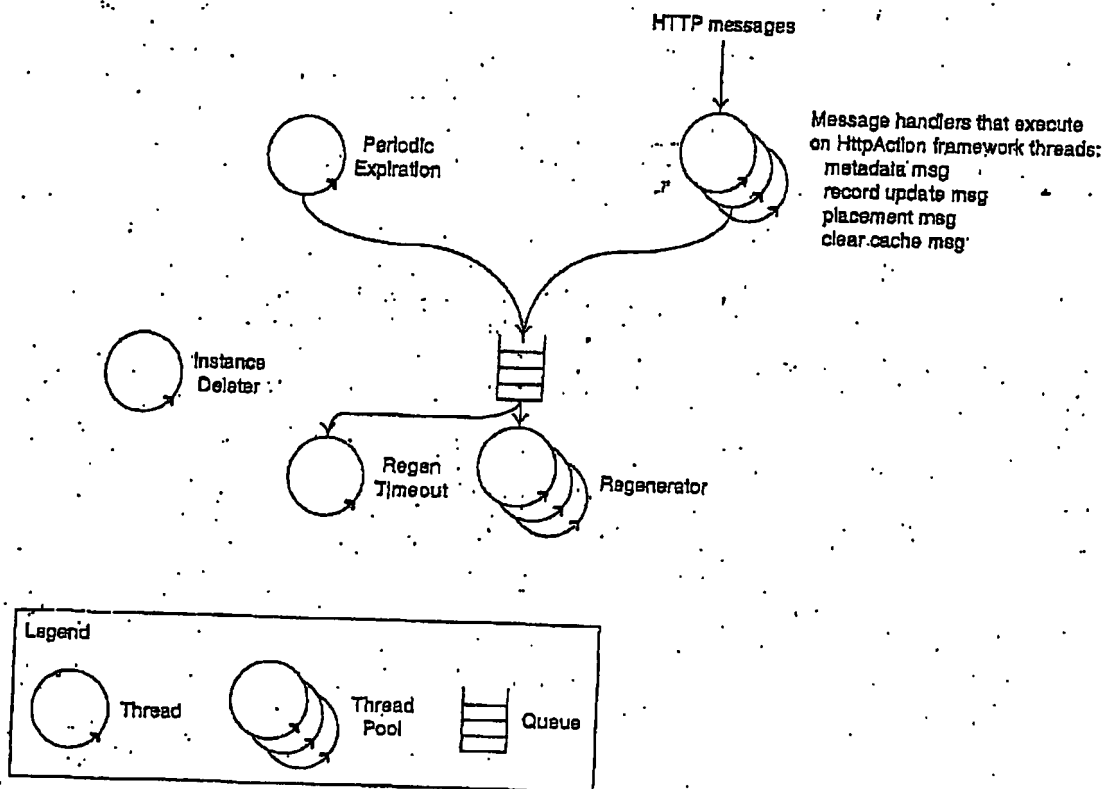 HTTP messages
Periodic
Expiration
Message handlers that execute
on HttpAction framework threads:
metadata msg
record update msg
placement msg
clear cache msg
Instance
Deleter
Regen
Timeout
Regenerator
Legend
Thread
Thread
Pool
Queue